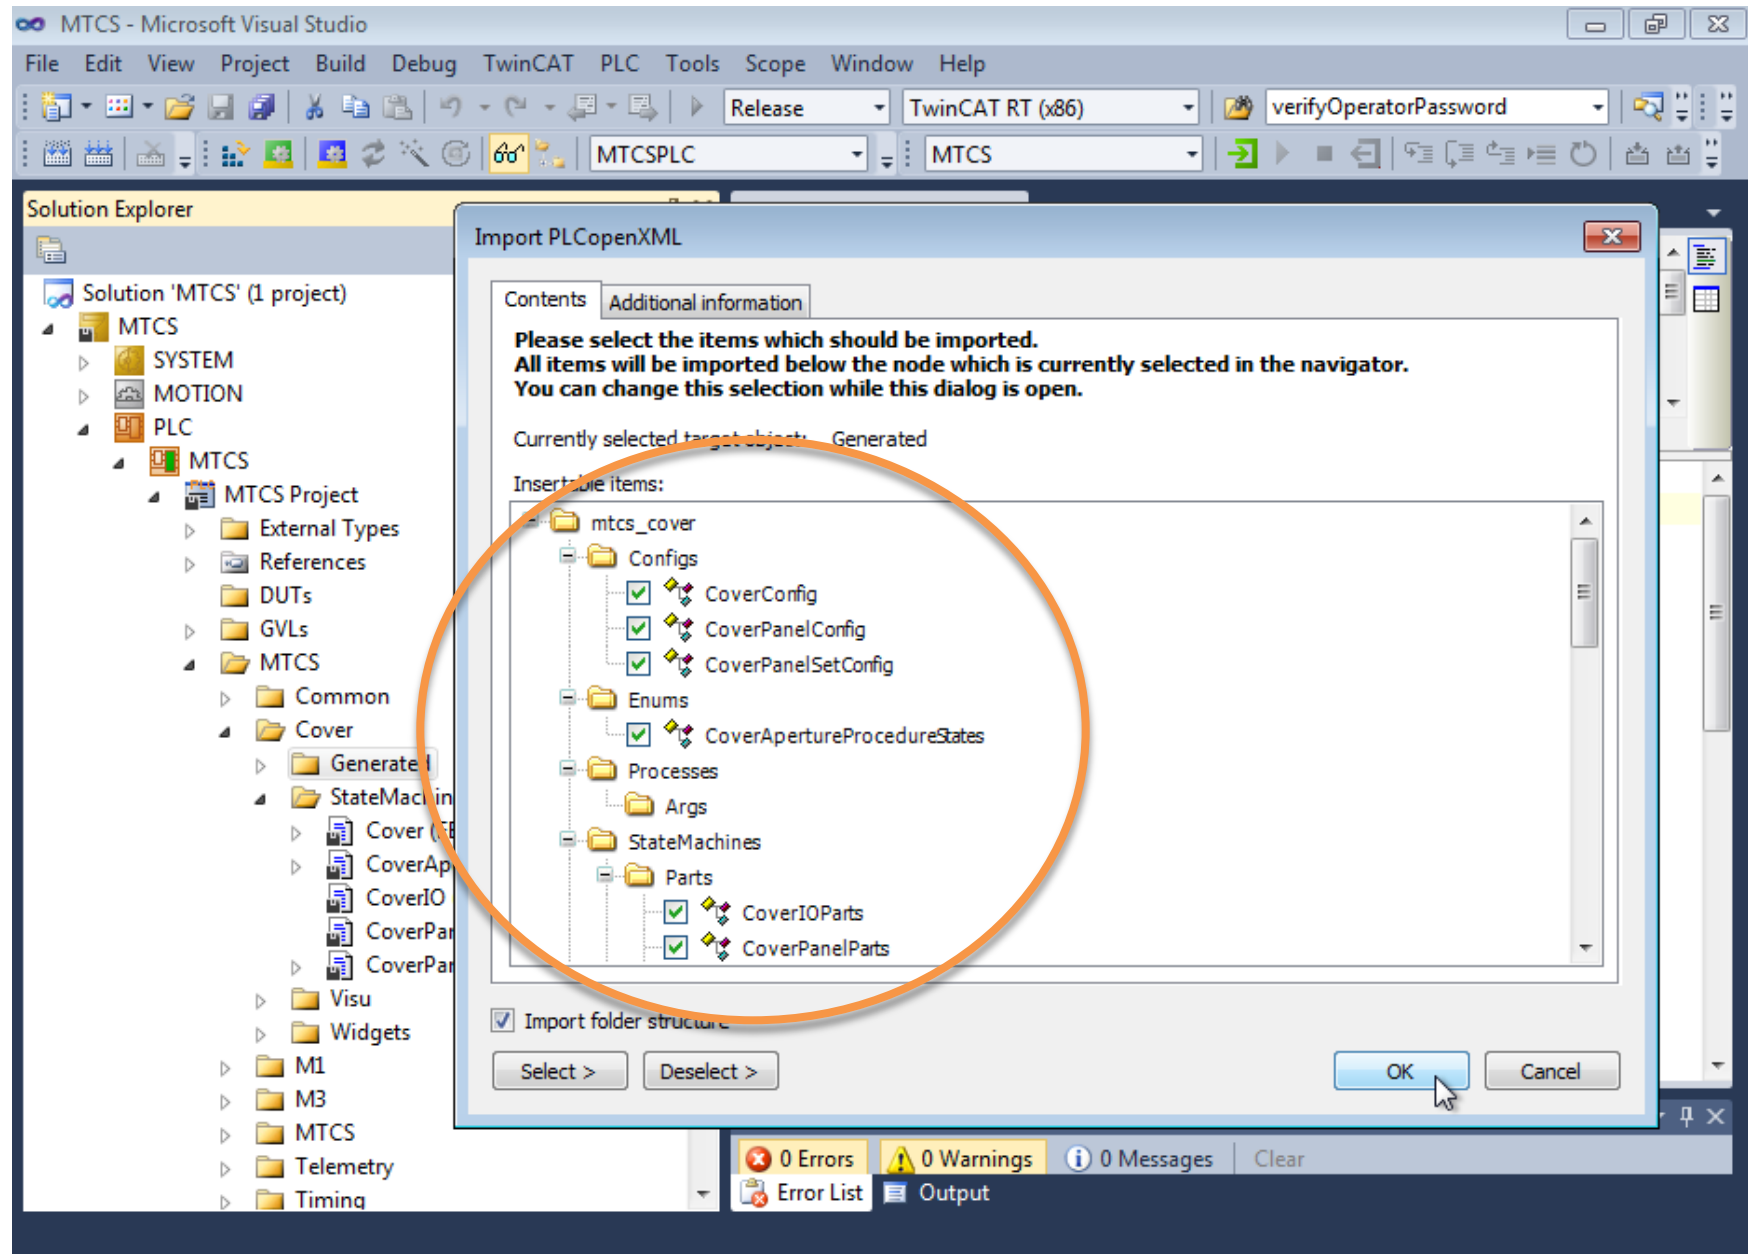 MTCS - Microsoft Visual Studio
File Edit View Project Build Debug TwinCAT PLC Tools Scope Window Help
Release TwinCAT RT (x86) verifyOperatorPassword
MTCSPLC MTCS
Solution Explorer
Solution 'MTCS' (1 project)
MTCS
SYSTEM
MOTION
PLC
MTCS
MTCS Project
External Types
References
DUTs
GVLs
MTCS
Common
Cover
Generated
StateMachin
Cover (
CoverAp
CoverIO
CoverPar
CoverPar
Visu
Widgets
M1
M3
MTCS
Telemetry
Timing
Import PLCopenXML
Contents Additional information
Please select the items which should be imported.
All items will be imported below the node which is currently selected in the navigator.
You can change this selection while this dialog is open.
Currently selected target object: Generated
Insertable items:
mtcs_cover
Configs
CoverConfig
CoverPanelConfig
CoverPanelSetConfig
Enums
CoverApertureProcedureStates
Processes
Args
StateMachines
Parts
CoverIOParts
CoverPanelParts
Import folder structure
Select > Deselect > OK Cancel
0 Errors 0 Warnings 0 Messages Clear
Error List Output